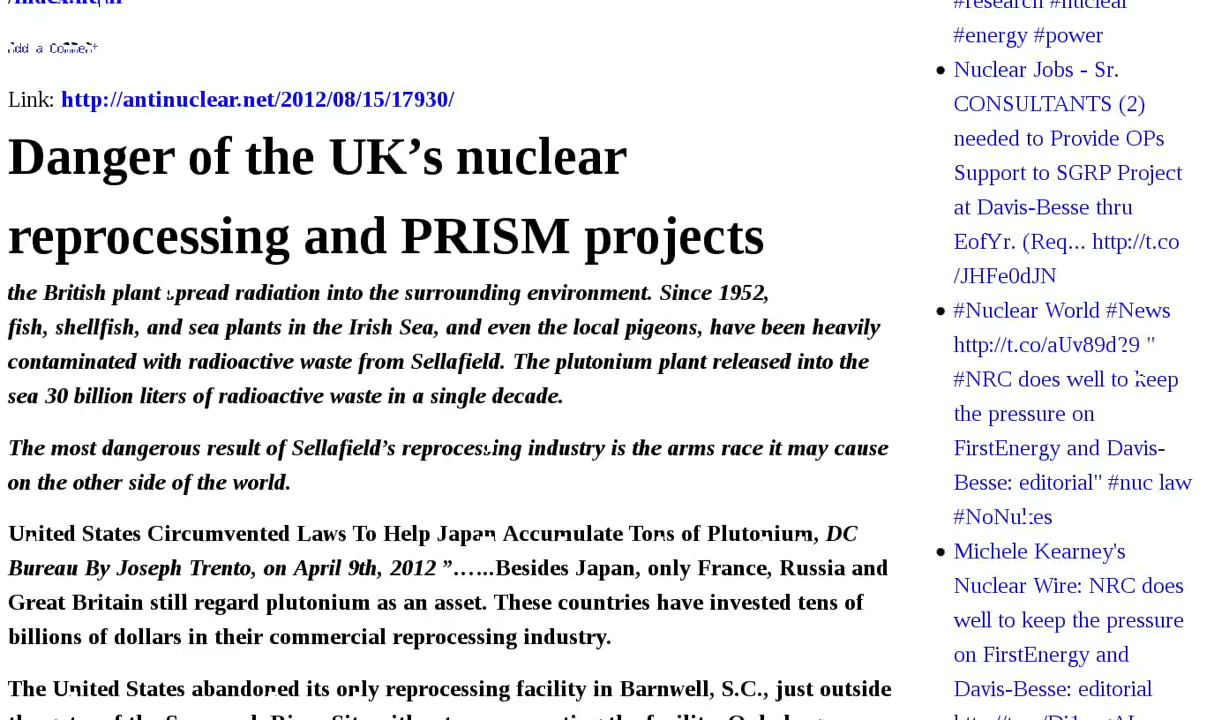 Add a Comment
Link: http://antinuclear.net/2012/08/15/17930/
Danger of the UK’s nuclear
reprocessing and PRISM projects
the British plant spread radiation into the surrounding environment. Since 1952,
fish, shellfish, and sea plants in the Irish Sea, and even the local pigeons, have been heavily
contaminated with radioactive waste from Sellafield. The plutonium plant released into the
sea 30 billion liters of radioactive waste in a single decade.
The most dangerous result of Sellafield’s reprocessing industry is the arms race it may cause
on the other side of the world.
United States Circumvented Laws To Help Japan Accumulate Tons of Plutonium, DC
Bureau By Joseph Trento, on April 9th, 2012 ”……Besides Japan, only France, Russia and
Great Britain still regard plutonium as an asset. These countries have invested tens of
billions of dollars in their commercial reprocessing industry.
The United States abandoned its only reprocessing facility in Barnwell, S.C., just outside
#research #nuclear
#energy #power
Nuclear Jobs - Sr.
CONSULTANTS (2)
needed to Provide OPs
Support to SGRP Project
at Davis-Besse thru
EofYr. (Req... http://t.co
/JHFe0dJN
#Nuclear World #News
http://t.co/aUv89d29 "
#NRC does well to keep
the pressure on
FirstEnergy and Davis-
Besse: editorial" #nuc law
#NoNukes
Michele Kearney's
Nuclear Wire: NRC does
well to keep the pressure
on FirstEnergy and
Davis-Besse: editorial